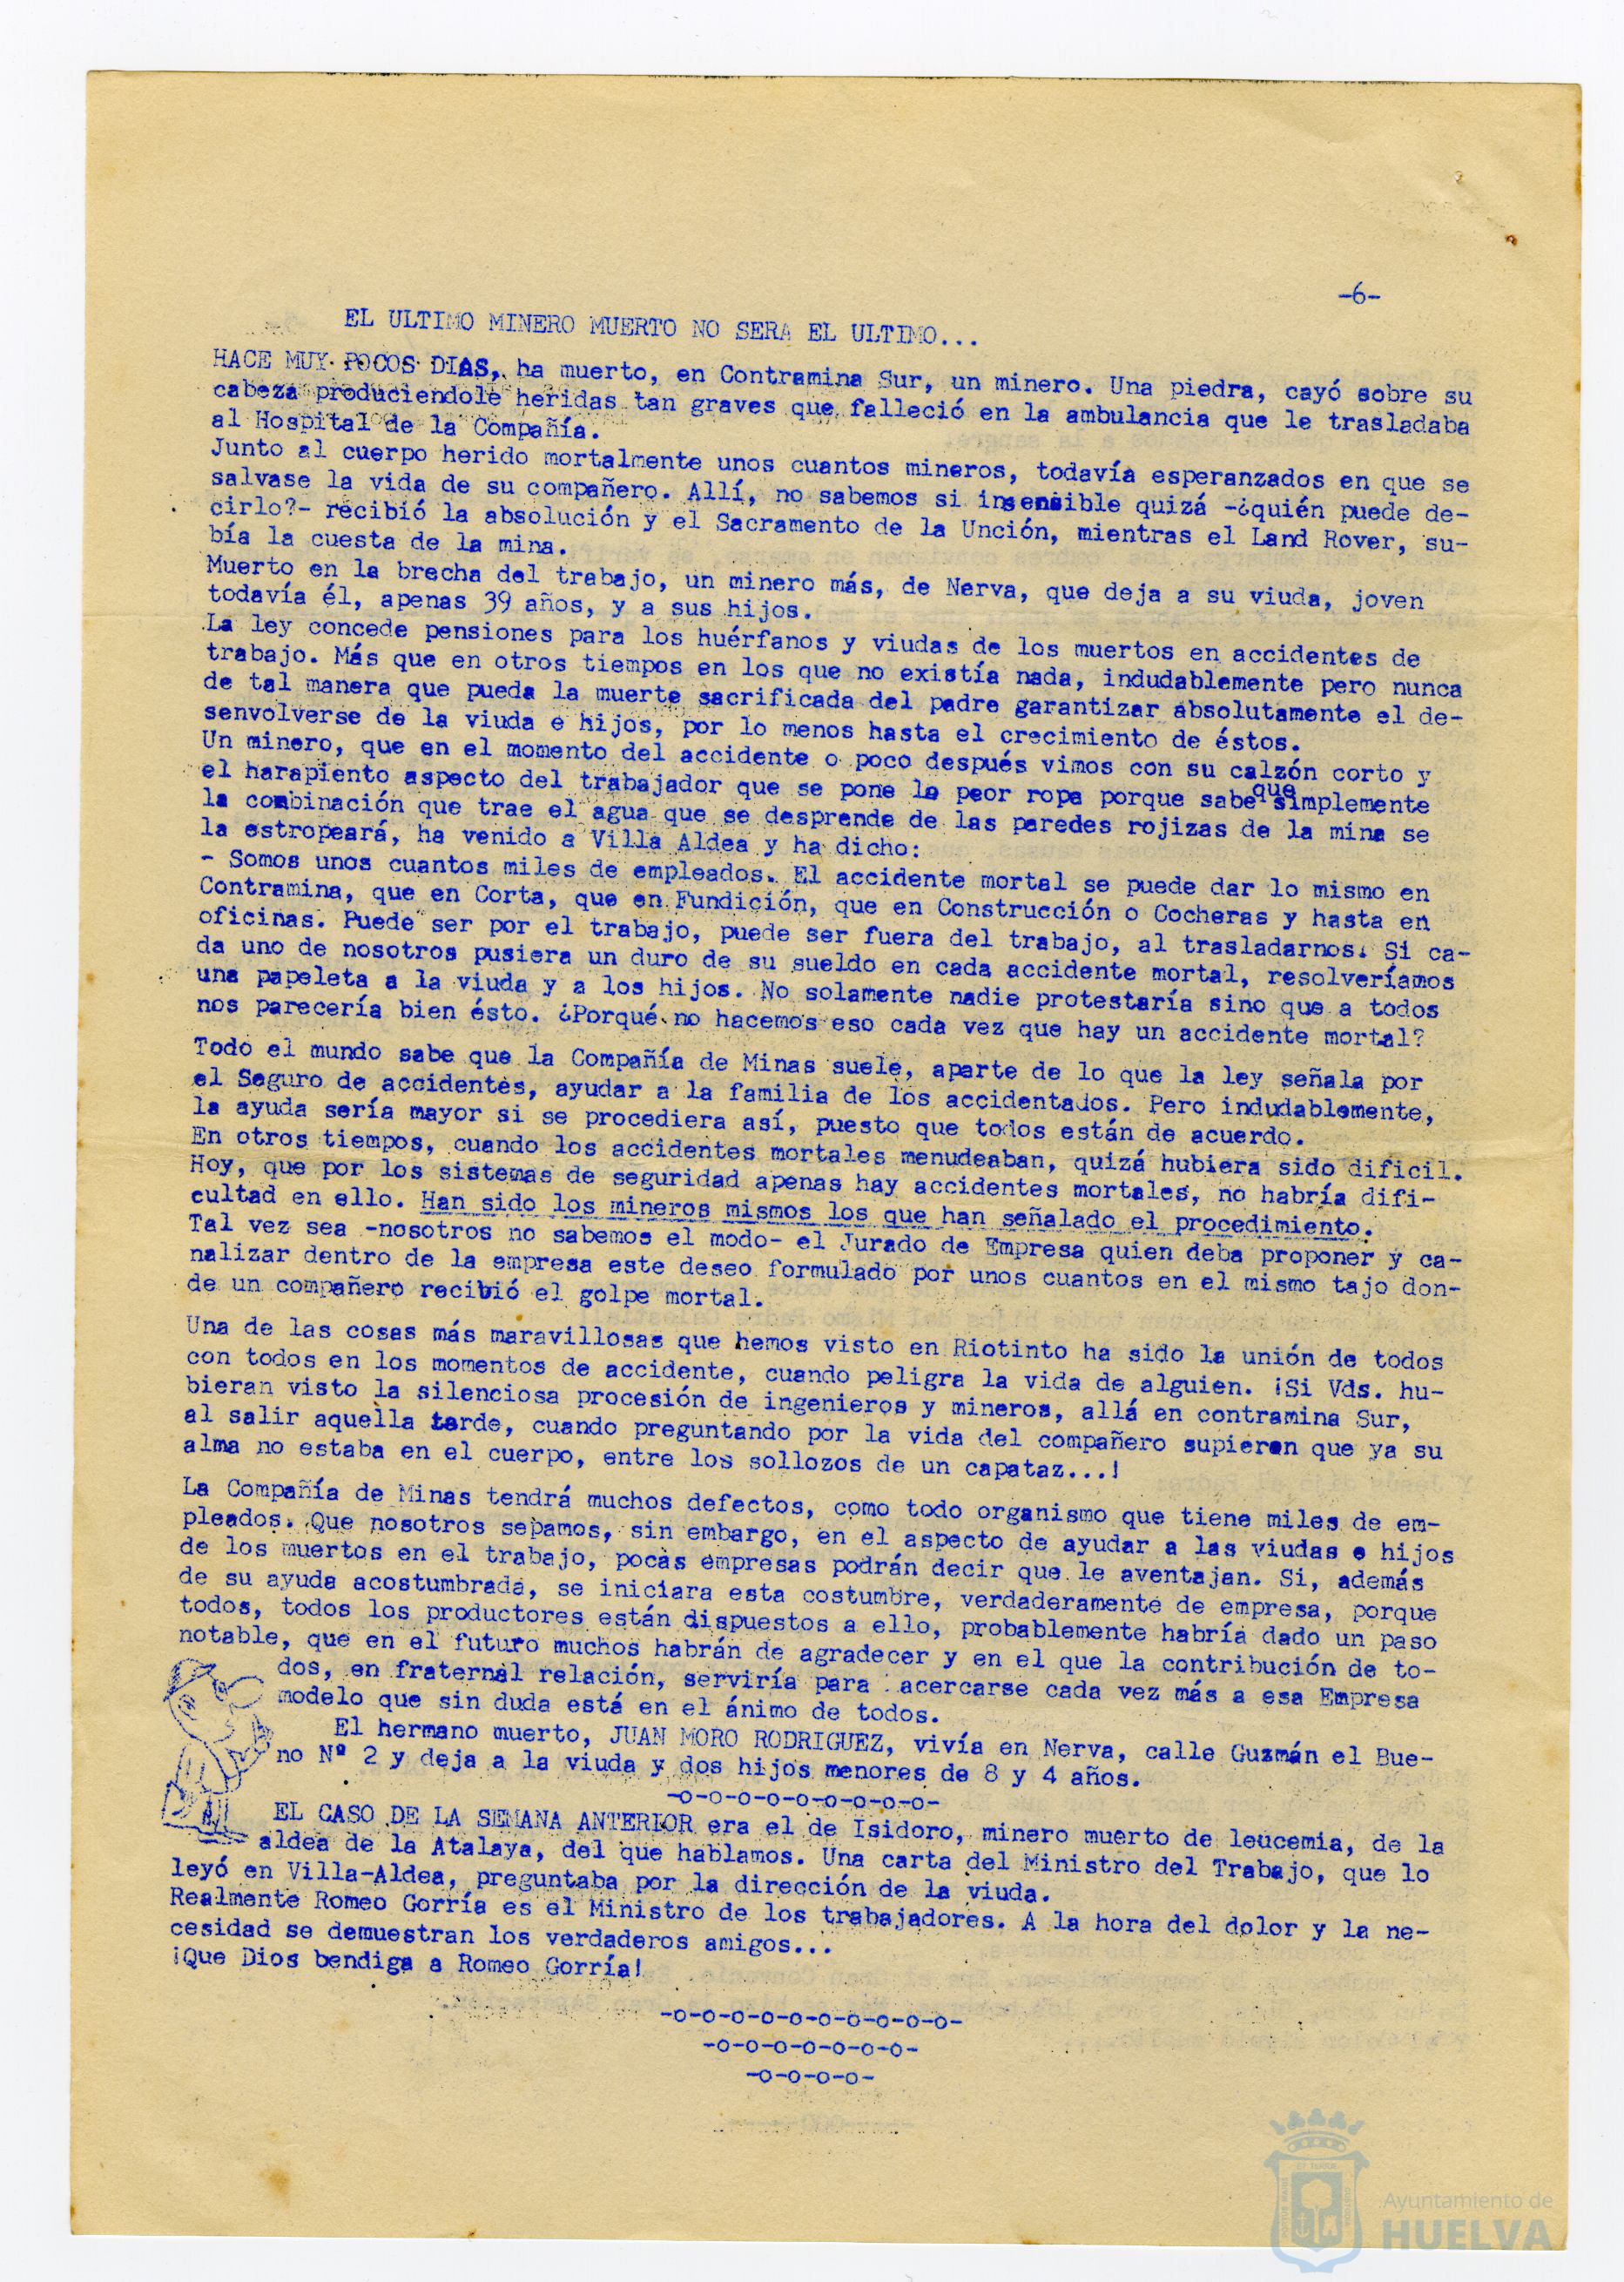 -6-
EL ULTIMO MINERO MUERTO NO SERA EL ULTIMO...
HACE MUY POCOS DIAS, ha muerto, en Contramina Sur, un minero. Una piedra, cayó sobre su
cabeza produciendole heridas tan graves que falleció en la ambulancia que le trasladaba
al Hospital de la Compañía.
Junto al cuerpo herido mortalmente unos cuantos mineros, todavía esperanzados en que se
salvase la vida de su compañero. Allí, no sabemos si insensible quizá -¿quién puede de-
cirlo?- recibió la absolución y el Sacramento de la Unción, mientras el Land Rover, su-
bía la cuesta de la mina.
Muerto en la brecha del trabajo, un minero más, de Nerva, que deja a su viuda, joven
todavía él, apenas 39 años, y a sus hijos.
La ley concede pensiones para los huérfanos y viudas de los muertos en accidentes de
trabajo. Más que en otros tiempos en los que no existía nada, indudablemente pero nunca
de tal manera que pueda la muerte sacrificada del padre garantizar absolutamente el de-
senvolverse de la viuda e hijos, por lo menos hasta el crecimiento de éstos.
Un minero, que en el momento del accidente o poco después vimos con su calzón corto y
el harapiento aspecto del trabajador que se pone la peor ropa porque sabe que simplemente
la combinación que trae el agua que se desprende de las paredes rojizas de la mina se
la estropeará, ha venido a Villa Aldea y ha dicho:
- Somos unos cuantos miles de empleados. El accidente mortal se puede dar lo mismo en
Contramina, que en Corta, que en Fundición, que en Construcción o Cocheras y hasta en
oficinas. Puede ser por el trabajo, puede ser fuera del trabajo, al trasladarnos. Si ca-
da uno de nosotros pusiera un duro de su sueldo en cada accidente mortal, resolveríamos
una papeleta a la viuda y a los hijos. No solamente nadie protestaría sino que a todos
nos parecería bien ésto. ¿Porqué no hacemos eso cada vez que hay un accidente mortal?
Todo el mundo sabe que la Compañía de Minas suele, aparte de lo que la ley señala por
el Seguro de accidentes, ayudar a la familia de los accidentados. Pero indudablemente,
la ayuda sería mayor si se procediera así, puesto que todos están de acuerdo.
En otros tiempos, cuando los accidentes mortales menudeaban, quizá hubiera sido dificil.
Hoy, que por los sistemas de seguridad apenas hay accidentes mortales, no habría difi-
cultad en ello. Han sido los mineros mismos los que han señalado el procedimiento.
Tal vez sea -nosotros no sabemos el modo- el Jurado de Empresa quien deba proponer y ca-
nalizar dentro de la empresa este deseo formulado por unos cuantos en el mismo tajo don-
de un compañero recibió el golpe mortal.
Una de las cosas más maravillosas que hemos visto en Riotinto ha sido la unión de todos
con todos en los momentos de accidente, cuando peligra la vida de alguien. ¡Si Vds. hu-
bieran visto la silenciosa procesión de ingenieros y mineros, allá en contramina Sur,
al salir aquella tarde, cuando preguntando por la vida del compañero supieron que ya su
alma no estaba en el cuerpo, entre los sollozos de un capataz...!
La Compañía de Minas tendrá muchos defectos, como todo organismo que tiene miles de em-
pleados. Que nosotros sepamos, sin embargo, en el aspecto de ayudar a las viudas e hijos
de los muertos en el trabajo, pocas empresas podrán decir que le aventajan. Si, además
de su ayuda acostumbrada, se iniciara esta costumbre, verdaderamente de empresa, porque
todos, todos los productores están dispuestos a ello, probablemente habría dado un paso
notable, que en el futuro muchos habrán de agradecer y en el que la contribución de to-
dos, en fraternal relación, serviría para acercarse cada vez más a esa Empresa
modelo que sin duda está en el ánimo de todos.
El hermano muerto, JUAN MORO RODRIGUEZ, vivía en Nerva, calle Guzmán el Bue-
no Nº 2 y deja a la viuda y dos hijos menores de 8 y 4 años.
-o-o-o-o-o-o-o-o-o-
EL CASO DE LA SEMANA ANTERIOR era el de Isidoro, minero muerto de leucemia, de la
aldea de la Atalaya, del que hablamos. Una carta del Ministro del Trabajo, que lo
leyó en Villa-Aldea, preguntaba por la dirección de la viuda.
Realmente Romeo Gorría es el Ministro de los trabajadores. A la hora del dolor y la ne-
cesidad se demuestran los verdaderos amigos...
¡Que Dios bendiga a Romeo Gorría!
-o-o-o-o-o-o-o-o-o-o-
-o-o-o-o-o-o-o-
-o-o-o-o-
Ayuntamiento de
HUELVA